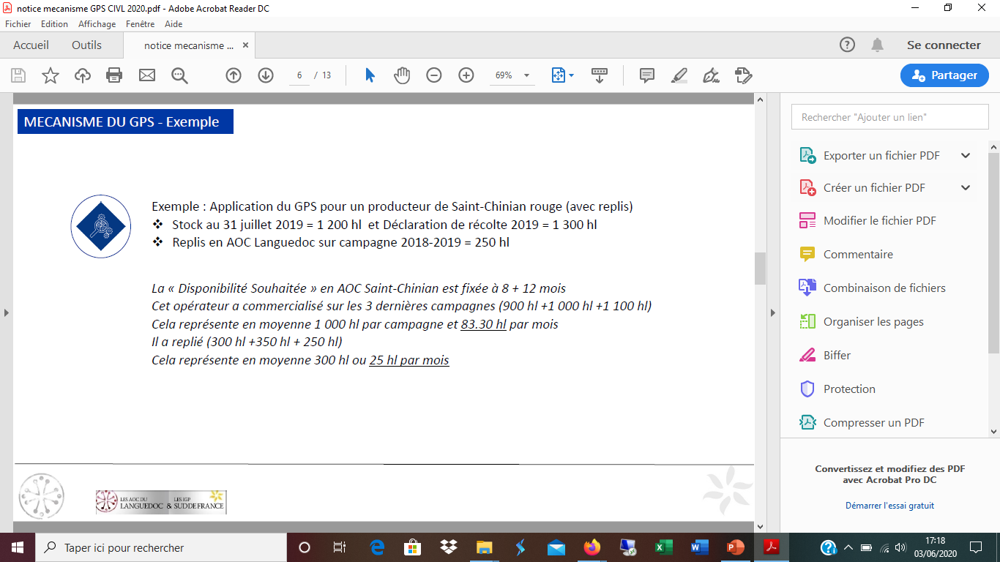 notice mecanisme GPS CIVL 2020.pdf - Adobe Acrobat Reader DC
Fichier Edition Affichage Fenêtre Aide
Accueil Outils notice mecanisme ... × ? Se connecter
6 / 13 69% Partager
MECANISME DU GPS - Exemple
Exemple : Application du GPS pour un producteur de Saint-Chinian rouge (avec replis)
❖ Stock au 31 juillet 2019 = 1 200 hl et Déclaration de récolte 2019 = 1 300 hl
❖ Replis en AOC Languedoc sur campagne 2018-2019 = 250 hl
La « Disponibilité Souhaitée » en AOC Saint-Chinian est fixée à 8 + 12 mois
Cet opérateur a commercialisé sur les 3 dernières campagnes (900 hl +1 000 hl +1 100 hl)
Cela représente en moyenne 1 000 hl par campagne et 83.30 hl par mois
Il a replié (300 hl +350 hl + 250 hl)
Cela représente en moyenne 300 hl ou 25 hl par mois
LES AOC DU LES IGP
LANGUEDOC & SUD DE FRANCE
Rechercher "Ajouter un lien"
Exporter un fichier PDF
Créer un fichier PDF
Modifier le fichier PDF
Commentaire
Combinaison de fichiers
Organiser les pages
Biffer
Protection
Compresser un PDF
Convertissez et modifiez des PDF
avec Acrobat Pro DC
Démarrer l'essai gratuit
Taper ici pour rechercher
17:18
03/06/2020